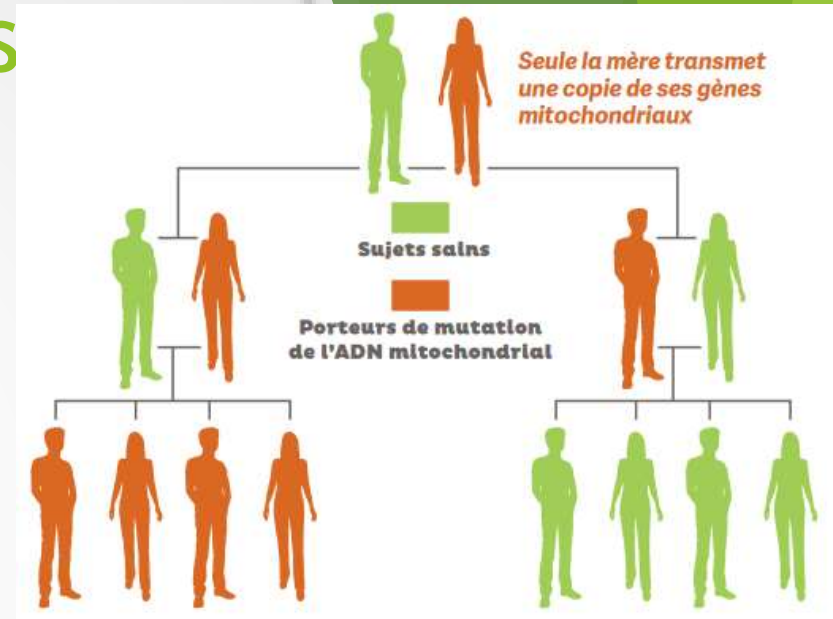 S
Seule la mère transmet
une copie de ses gènes
mitochondriaux
Sujets sains
Porteurs de mutation
de l'ADN mitochondrial